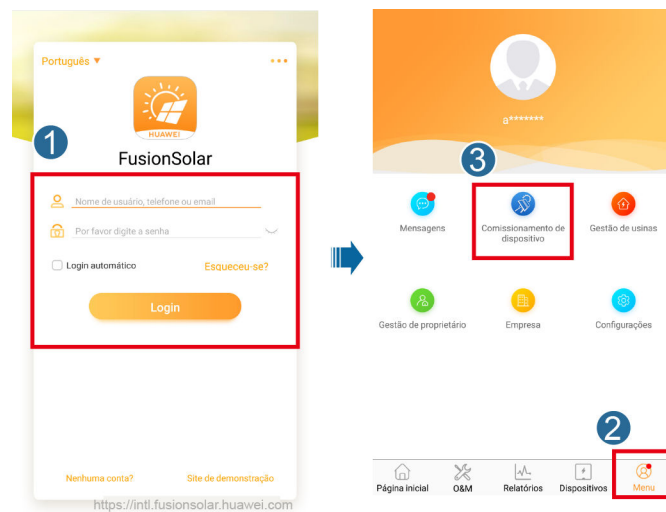 Português ▼
HUAWEI
1
FusionSolar
Nome de usuário, telefone ou email
Por favor digite a senha
Login automático
Esqueceu-se?
Login
Nenhuma conta?
Site de demonstração
https://intl.fusionsolar.huawei.com
a*******
3
Mensagens
Comissionamento de
dispositivo
Gestão de usinas
Gestão de proprietário
Empresa
Configurações
2
Página inicial
O&M
Relatórios
Dispositivos
Menu